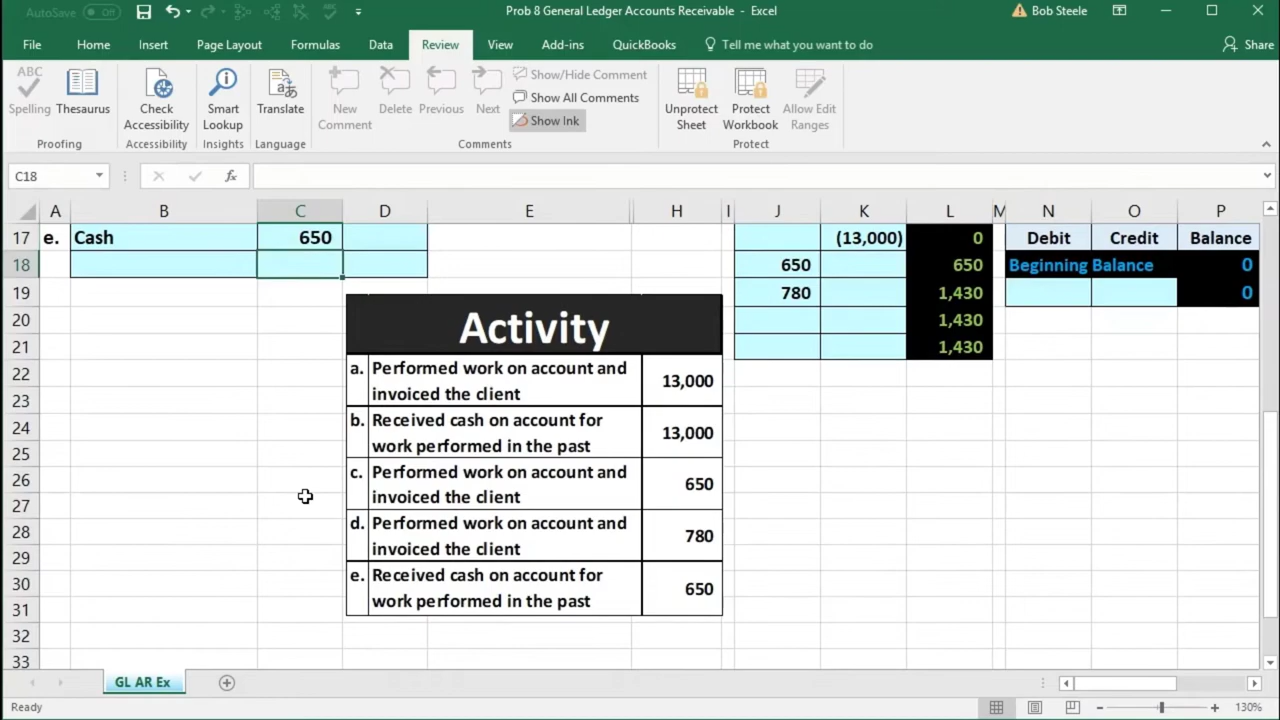 AutoSave Off
Prob 8 General Ledger Accounts Receivable - Excel
Bob Steele
File Home Insert Page Layout Formulas Data Review View Add-ins QuickBooks Tell me what you want to do Share
ABC
Spelling Thesaurus
Check Accessibility
Smart Lookup
Translate
New Comment
Delete Previous Next
Show/Hide Comment
Show All Comments
Show Ink
Unprotect Sheet
Protect Workbook
Allow Edit Ranges
Proofing Accessibility Insights Language Comments Protect
C18 fx
A B C D E H I J K L M N O P
17 e. Cash 650 (13,000) 0 Debit Credit Balance
18 650 650 Beginning Balance 0
19 780 1,430 0
20 1,430
21 1,430
22
23
24
25
26
27
28
29
30
31
32
33
Activity
a. Performed work on account and
invoiced the client 13,000
b. Received cash on account for
work performed in the past 13,000
c. Performed work on account and
invoiced the client 650
d. Performed work on account and
invoiced the client 780
e. Received cash on account for
work performed in the past 650
GL AR Ex
Ready
130%